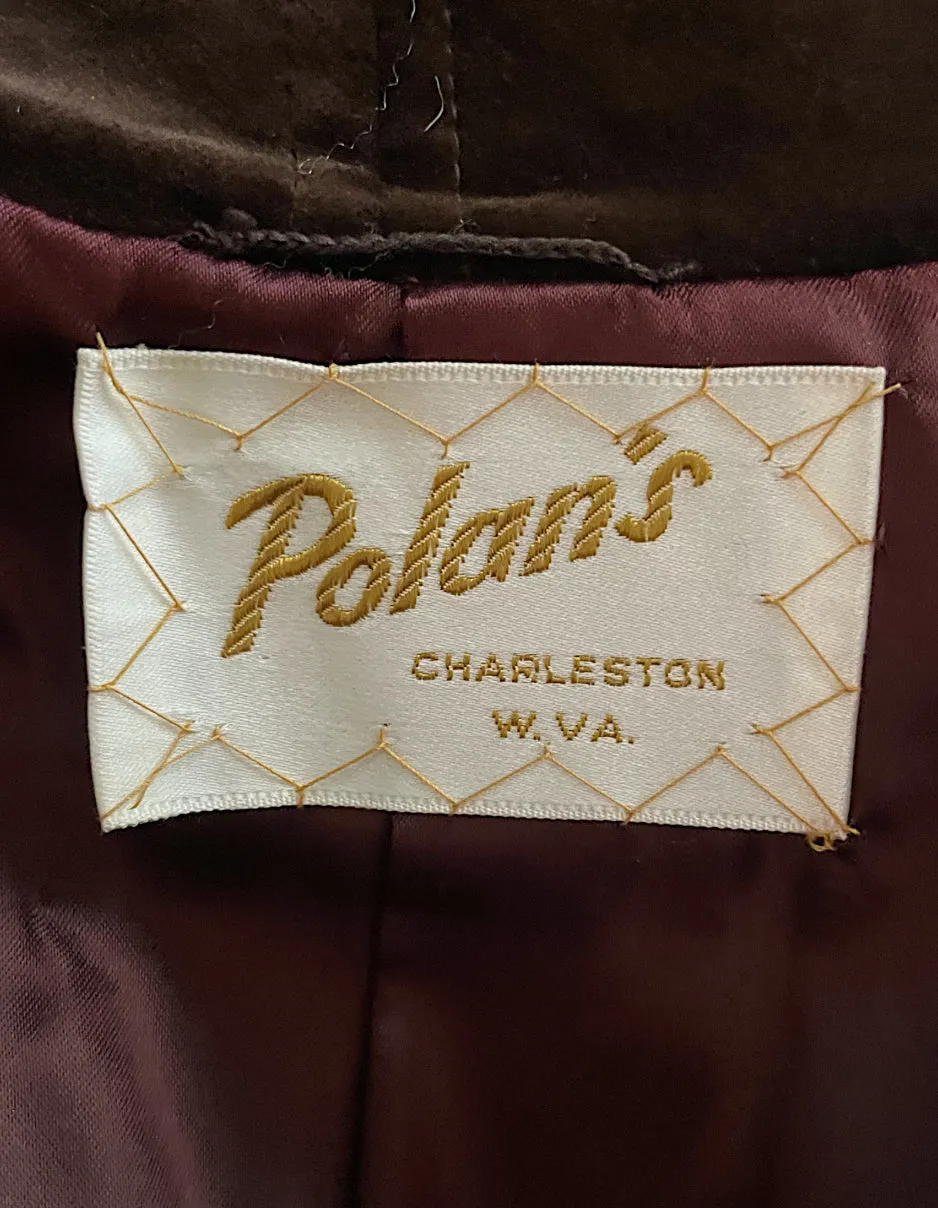 Polan's
CHARLESTON
W. VA.